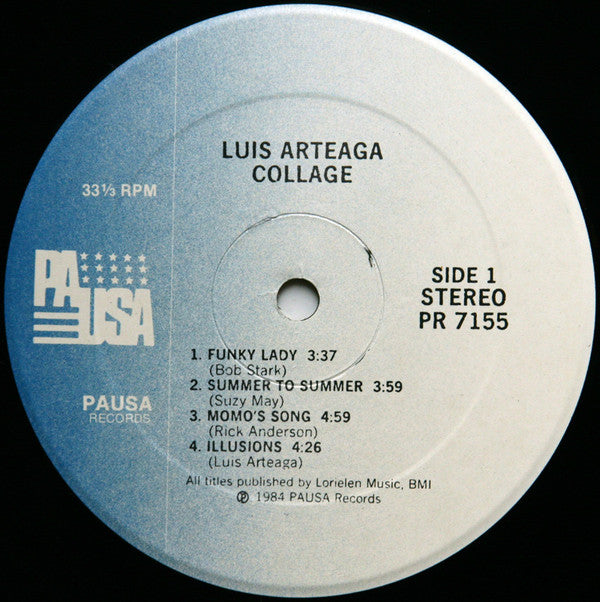 LUIS ARTEAGA
COLLAGE
33⅓ RPM
PAUSA
SIDE 1
STEREO
PR 7155
PAUSA
RECORDS
1. FUNKY LADY 3:37
(Bob Stark)
2. SUMMER TO SUMMER 3:59
(Suzy May)
3. MOMO'S SONG 4:59
(Rick Anderson)
4. ILLUSIONS 4:26
(Luis Arteaga)
All titles published by Lorielen Music, BMI
℗ 1984 PAUSA Records